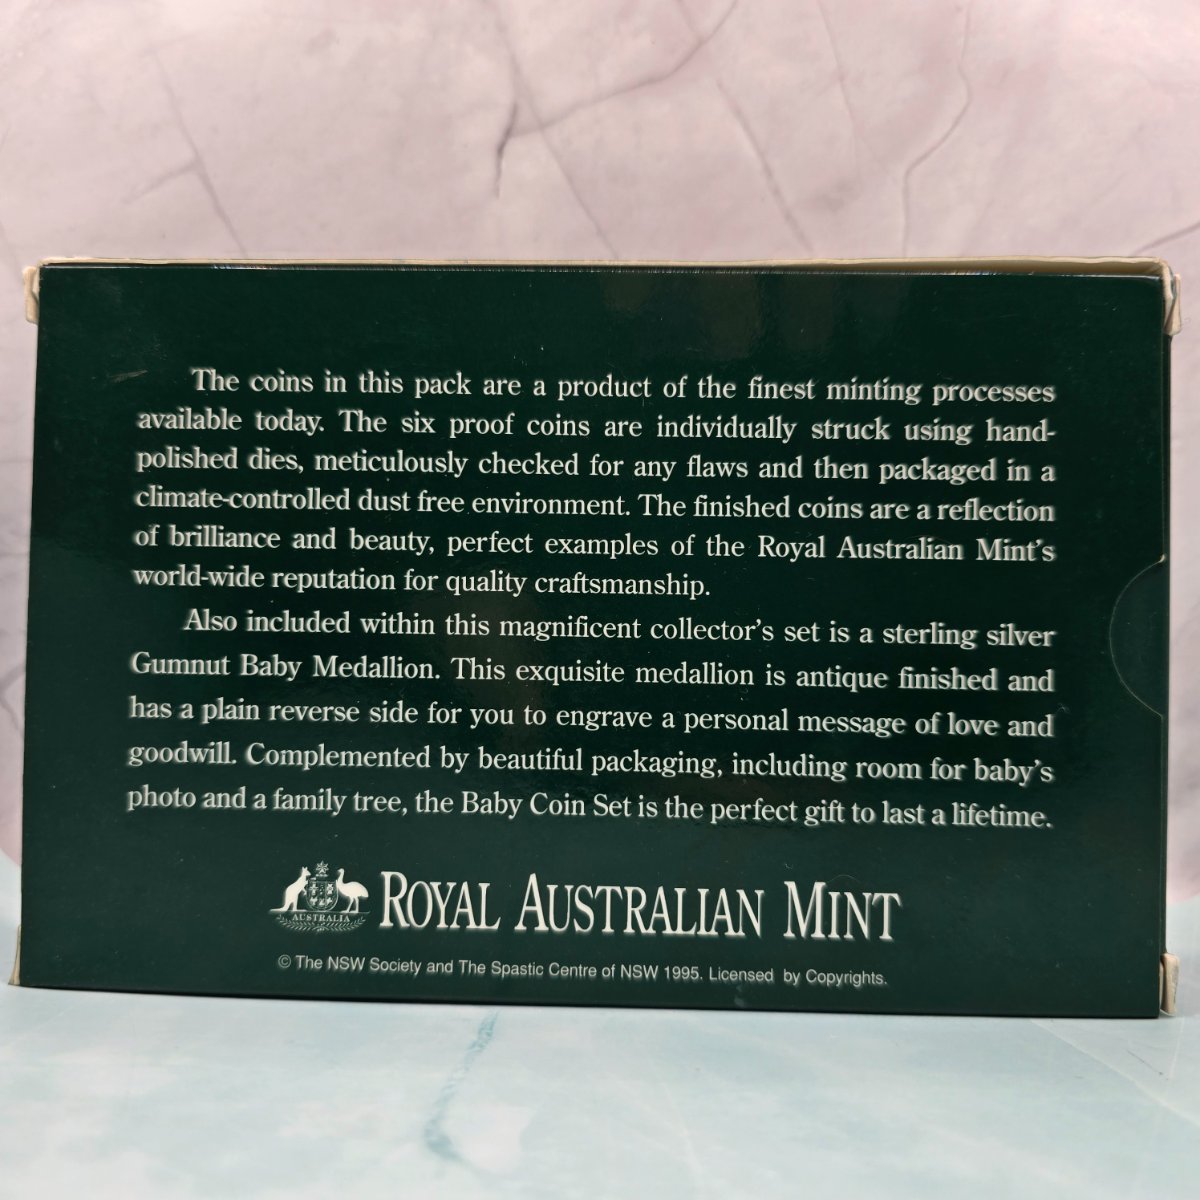 The coins in this pack are a product of the finest minting processes
available today. The six proof coins are individually struck using hand-
polished dies, meticulously checked for any flaws and then packaged in a
climate-controlled dust free environment. The finished coins are a reflection
of brilliance and beauty, perfect examples of the Royal Australian Mint's
world-wide reputation for quality craftsmanship.
Also included within this magnificent collector's set is a sterling silver
Gumnut Baby Medallion. This exquisite medallion is antique finished and
has a plain reverse side for you to engrave a personal message of love and
goodwill. Complemented by beautiful packaging, including room for baby's
photo and a family tree, the Baby Coin Set is the perfect gift to last a lifetime.
AUSTRALIA
ROYAL AUSTRALIAN MINT
© The NSW Society and The Spastic Centre of NSW 1995. Licensed by Copyrights.